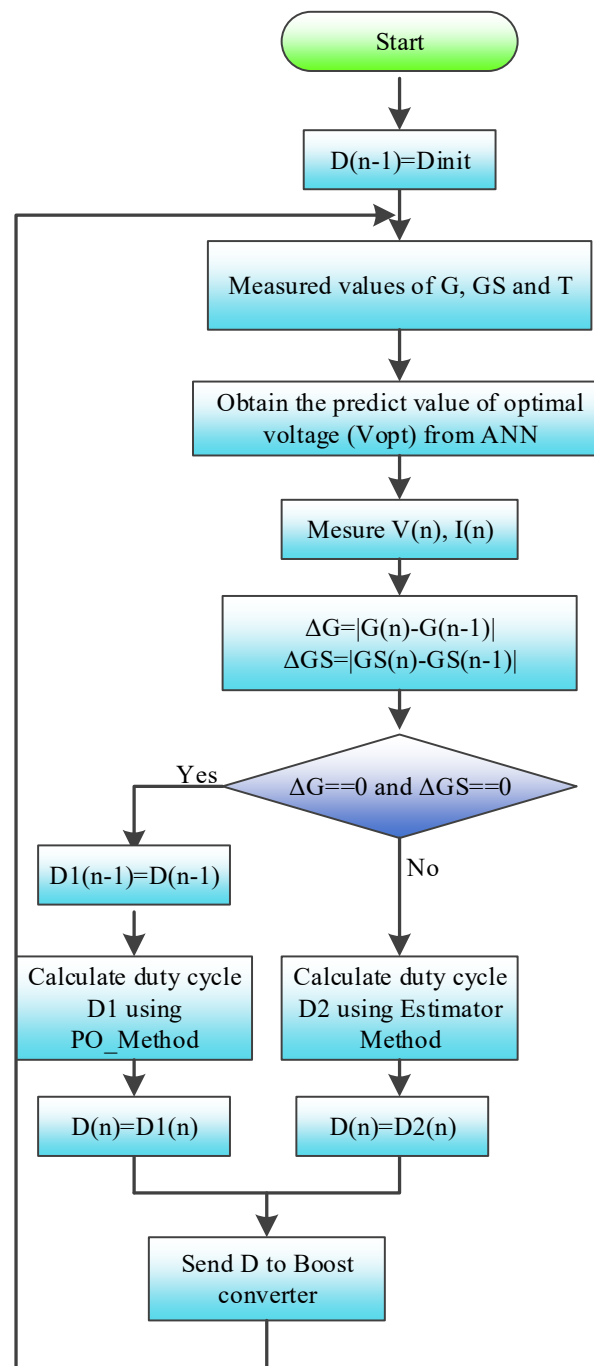 Start
D(n-1)=Dinit
Measured values of G, GS and T
Obtain the predict value of optimal
voltage (Vopt) from ANN
Mesure V(n), I(n)
ΔG=|G(n)-G(n-1)|
ΔGS=|GS(n)-GS(n-1)|
ΔG==0 and ΔGS==0
Yes
No
D1(n-1)=D(n-1)
Calculate duty cycle
D1 using
PO_Method
Calculate duty cycle
D2 using Estimator
Method
D(n)=D1(n)
D(n)=D2(n)
Send D to Boost
converter